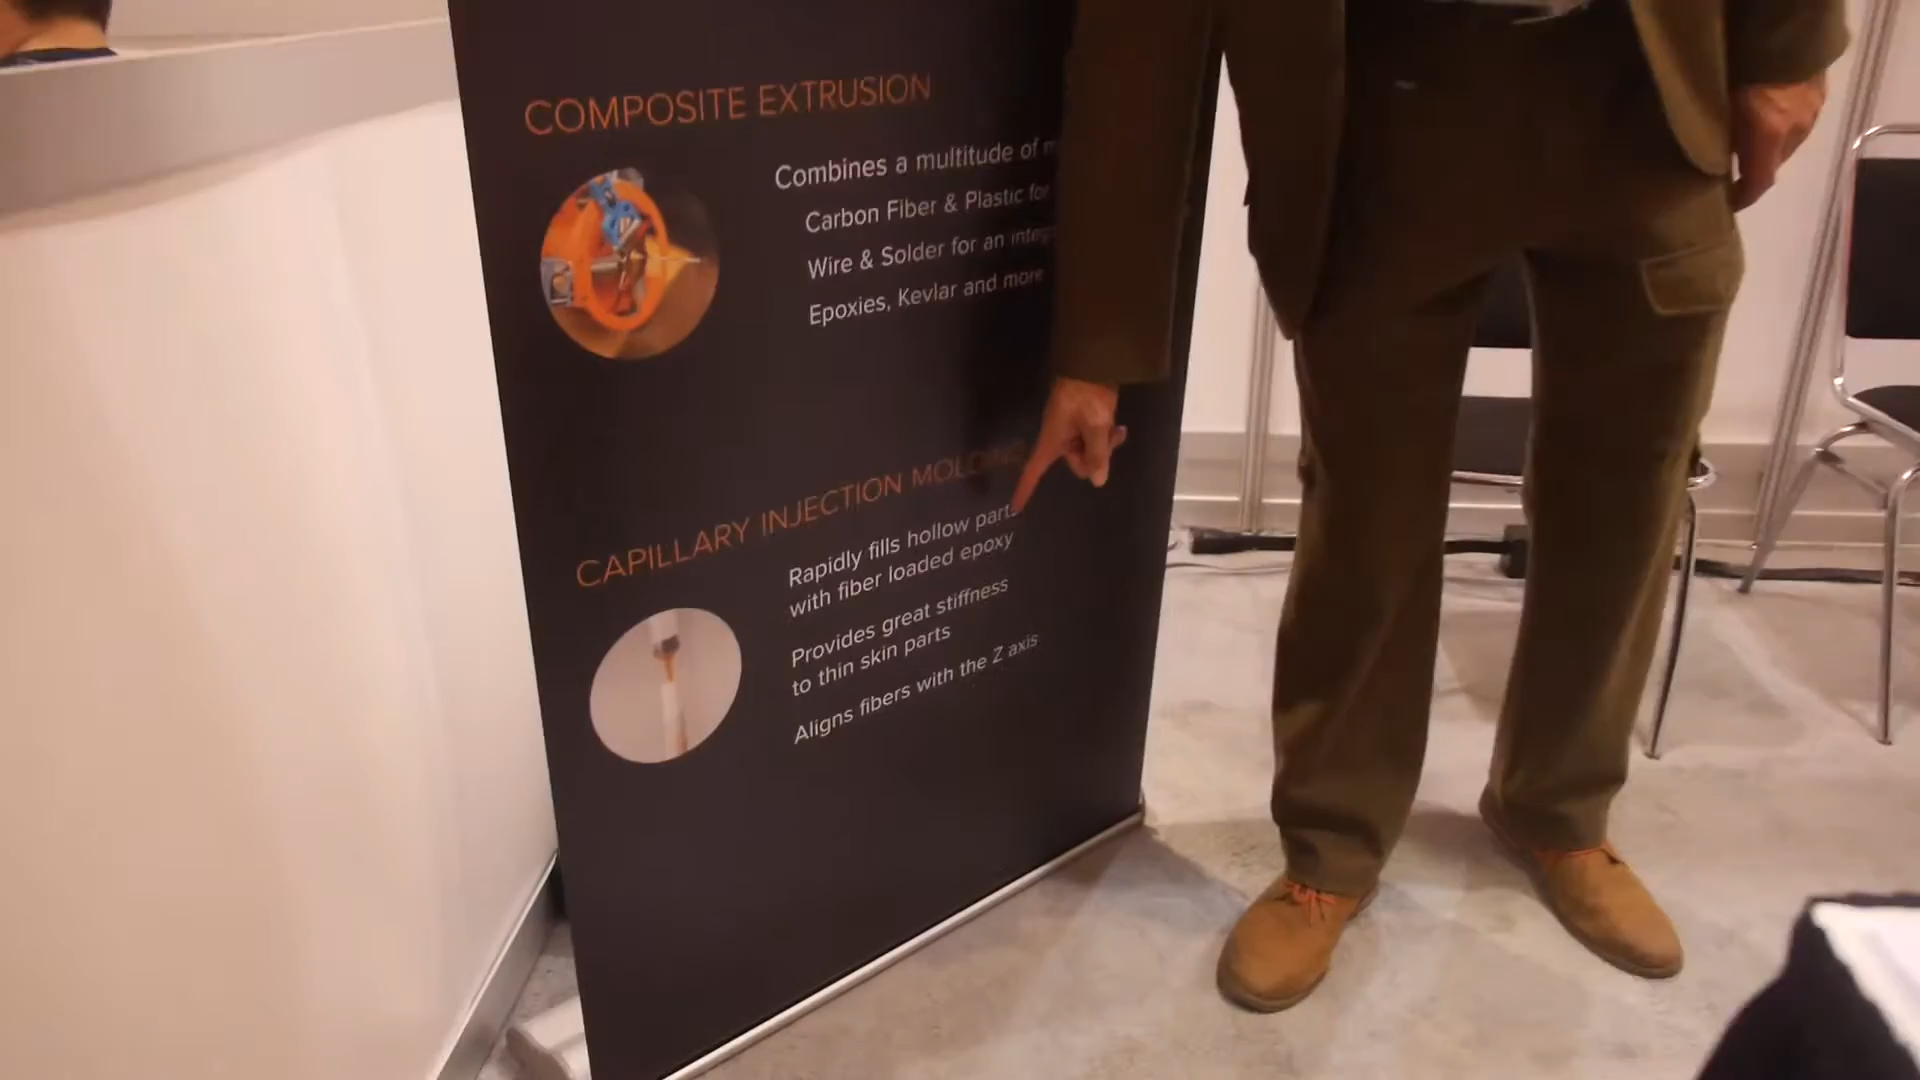 COMPOSITE EXTRUSION
Combines a multitude of
Carbon Fiber & Plastic for
Wire & Solder for an
Epoxies, Kevlar and more
CAPILLARY INJECTION MOLDING
Rapidly fills hollow parts
with fiber loaded epoxy
Provides great stiffness
to thin skin parts
Aligns fibers with the Z axis